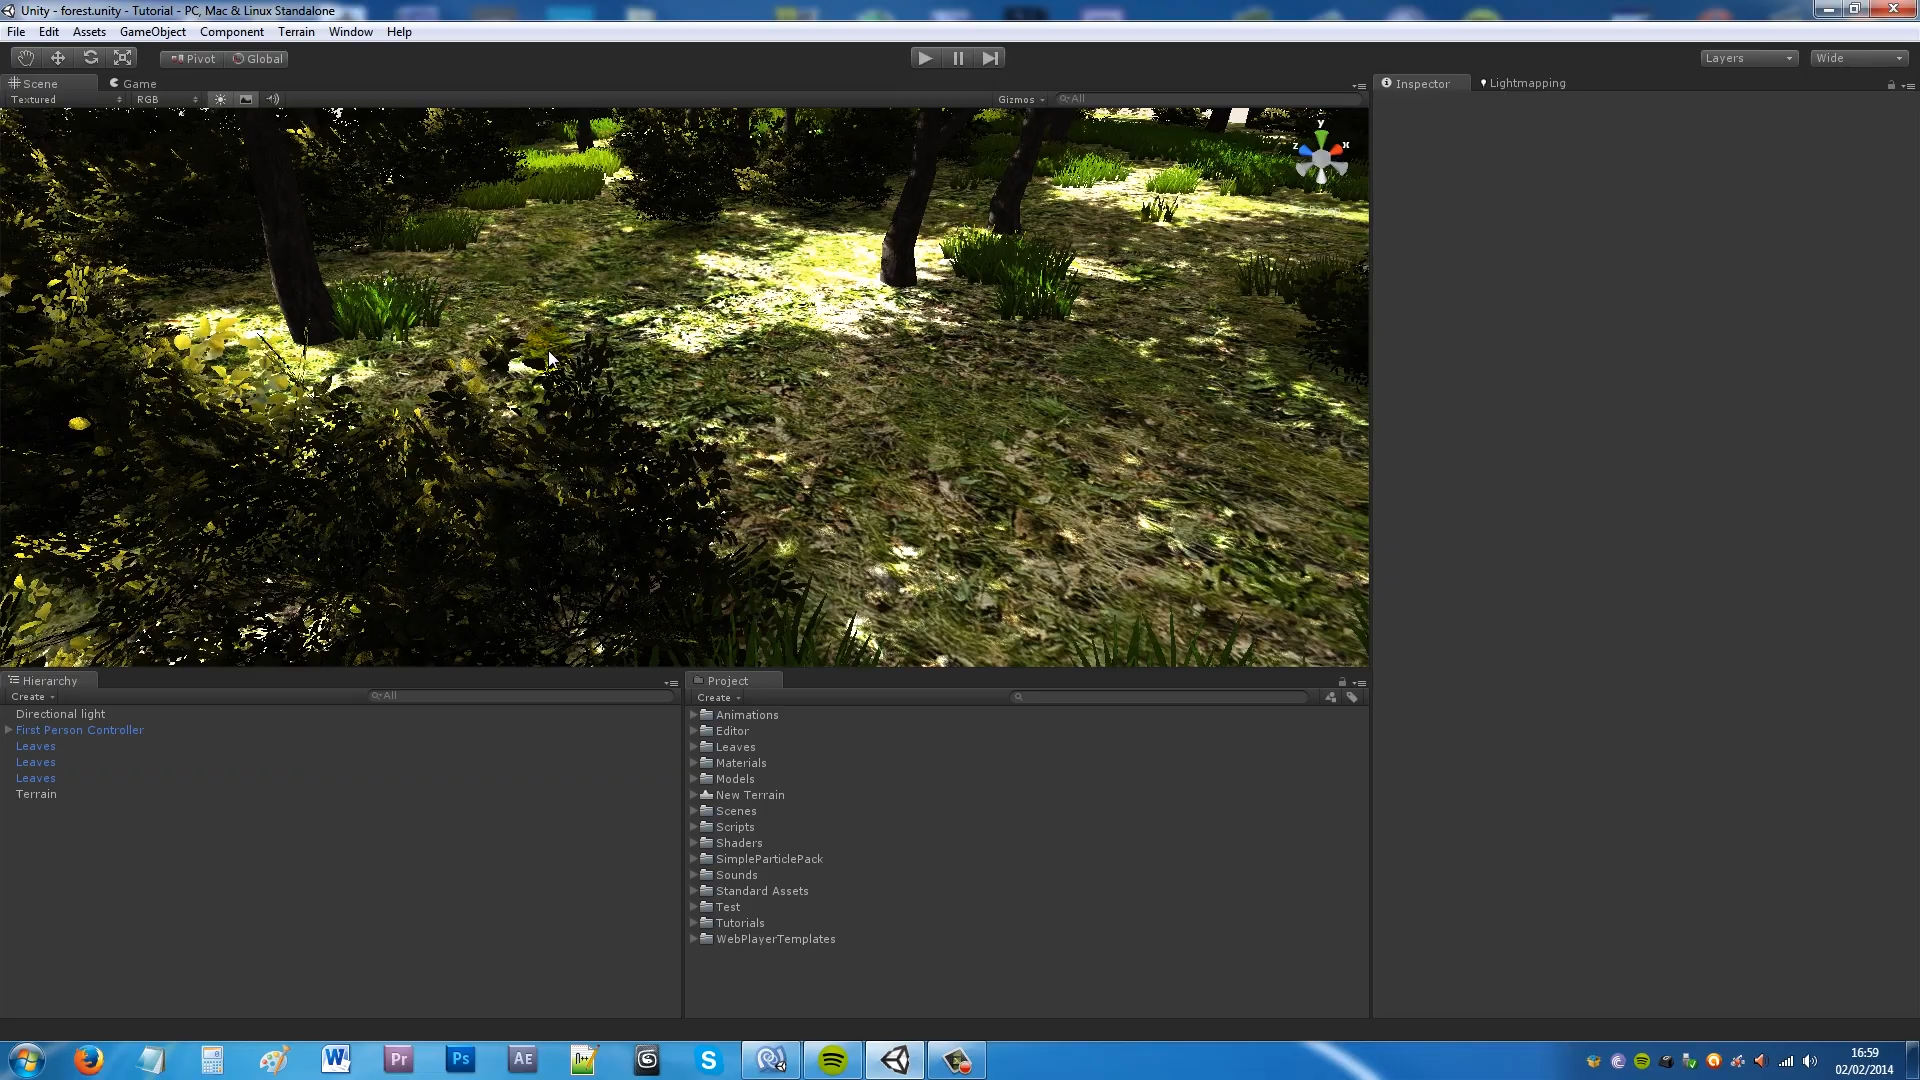 Unity - forest.unity - Tutorial - PC, Mac & Linux Standalone
File Edit Assets GameObject Component Terrain Window Help
Pivot Global Layers Wide
Scene Game Inspector Lightmapping
Textured RGB Gizmos All
y
z x
Hierarchy
Create All
Directional light
First Person Controller
Leaves
Leaves
Leaves
Terrain
Project
Create
Animations
Editor
Leaves
Materials
Models
New Terrain
Scenes
Scripts
Shaders
SimpleParticlePack
Sounds
Standard Assets
Test
Tutorials
WebPlayerTemplates
W Pr Ps AE S
16:59
02/02/2014